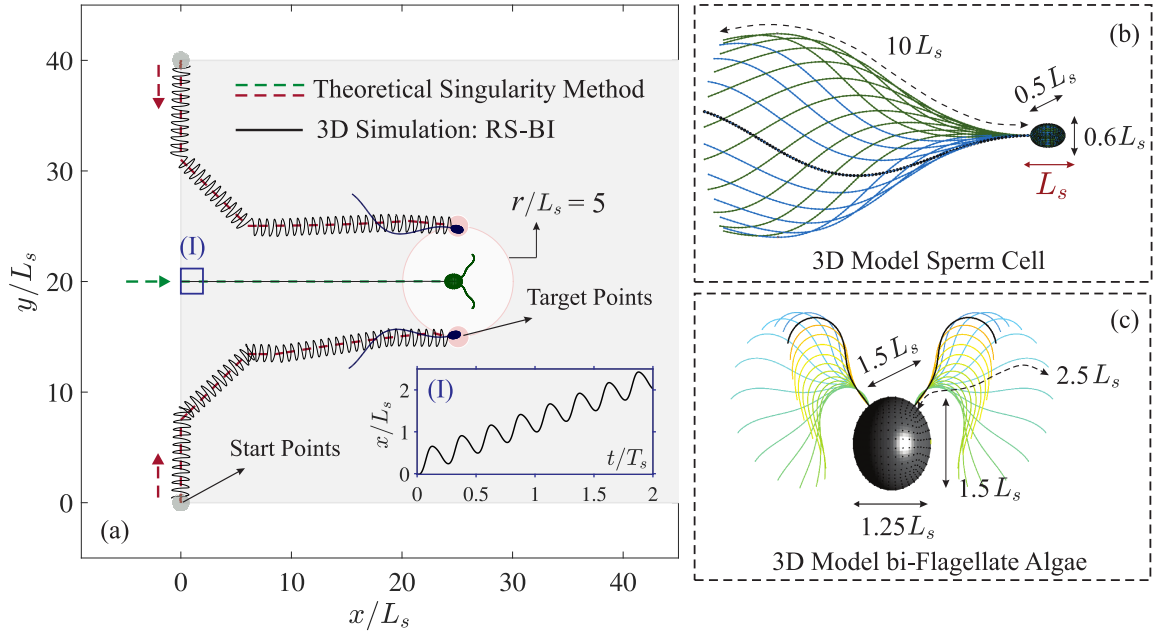 40
30
20
10
0
y/L_s
0
10
20
30
40
x/L_s
(a)
Theoretical Singularity Method
3D Simulation: RS-BI
r/L_s = 5
(I)
Target Points
Start Points
(I)
2
1
0
x/L_s
t/T_s
0
0.5
1
1.5
2
(b)
10 L_s
0.5 L_s
0.6 L_s
L_s
3D Model Sperm Cell
(c)
1.5 L_s
2.5 L_s
1.5 L_s
1.25 L_s
3D Model bi-Flagellate Algae